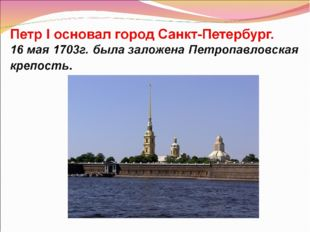 Петр I основал город Санкт-Петербург.
16 мая 1703г. была заложена Петропавловская
крепость.